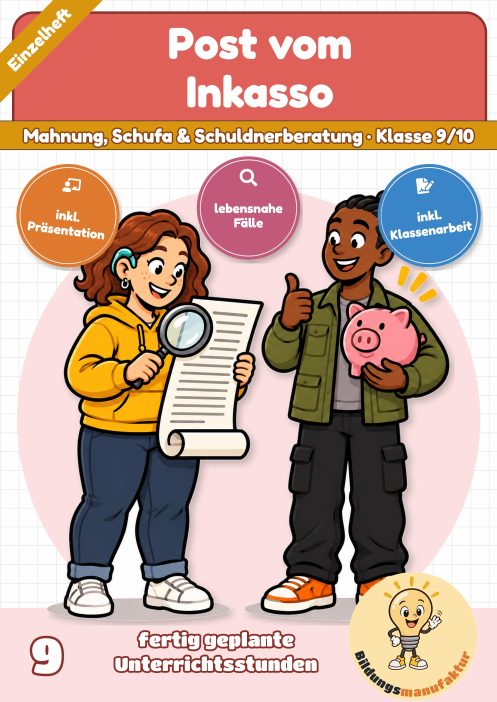 Einzelheft
Post vom
Inkasso
Mahnung, Schufa & Schuldnerberatung · Klasse 9/10
inkl.
Präsentation
lebensnahe
Fälle
inkl.
Klassenarbeit
9
fertig geplante
Unterrichtsstunden
Bildungsmanufaktur